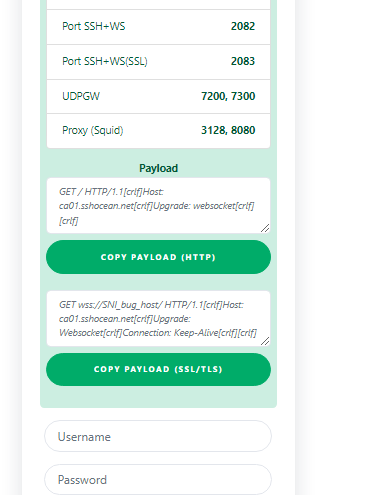 Port SSH+WS 2082
Port SSH+WS(SSL) 2083
UDPGW 7200, 7300
Proxy (Squid) 3128, 8080
Payload
GET / HTTP/1.1[crlf]Host:
ca01.sshocean.net[crlf]Upgrade: websocket[crlf]
[crlf]
COPY PAYLOAD (HTTP)
GET wss://SNI_bug_host/ HTTP/1.1[crlf]Host:
ca01.sshocean.net[crlf]Upgrade:
Websocket[crlf]Connection: Keep-Alive[crlf][crlf]
COPY PAYLOAD (SSL/TLS)
Username
Password